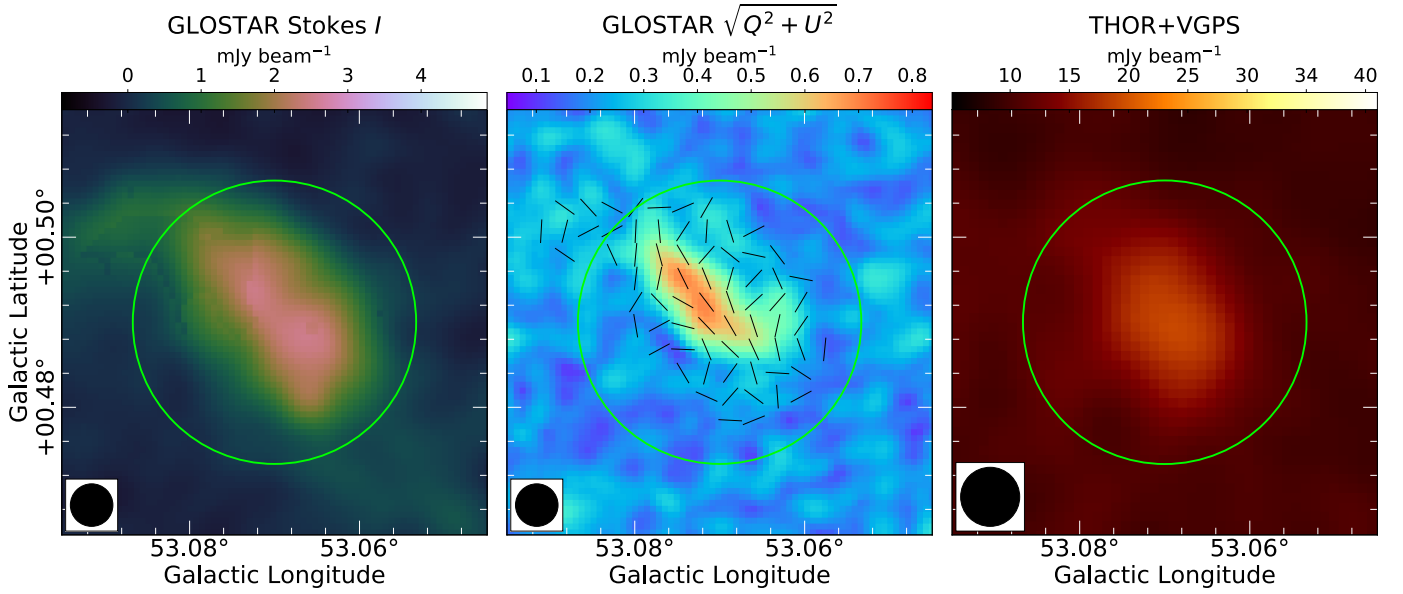 GLOSTAR Stokes I
mJy beam⁻¹
0 1 2 3 4
GLOSTAR √Q² + U²
mJy beam⁻¹
0.1 0.2 0.3 0.4 0.5 0.6 0.7 0.8
THOR+VGPS
mJy beam⁻¹
10 15 20 25 30 34 40
Galactic Latitude
+00.50°
+00.48°
53.08° 53.06°
Galactic Longitude
53.08° 53.06°
Galactic Longitude
53.08° 53.06°
Galactic Longitude